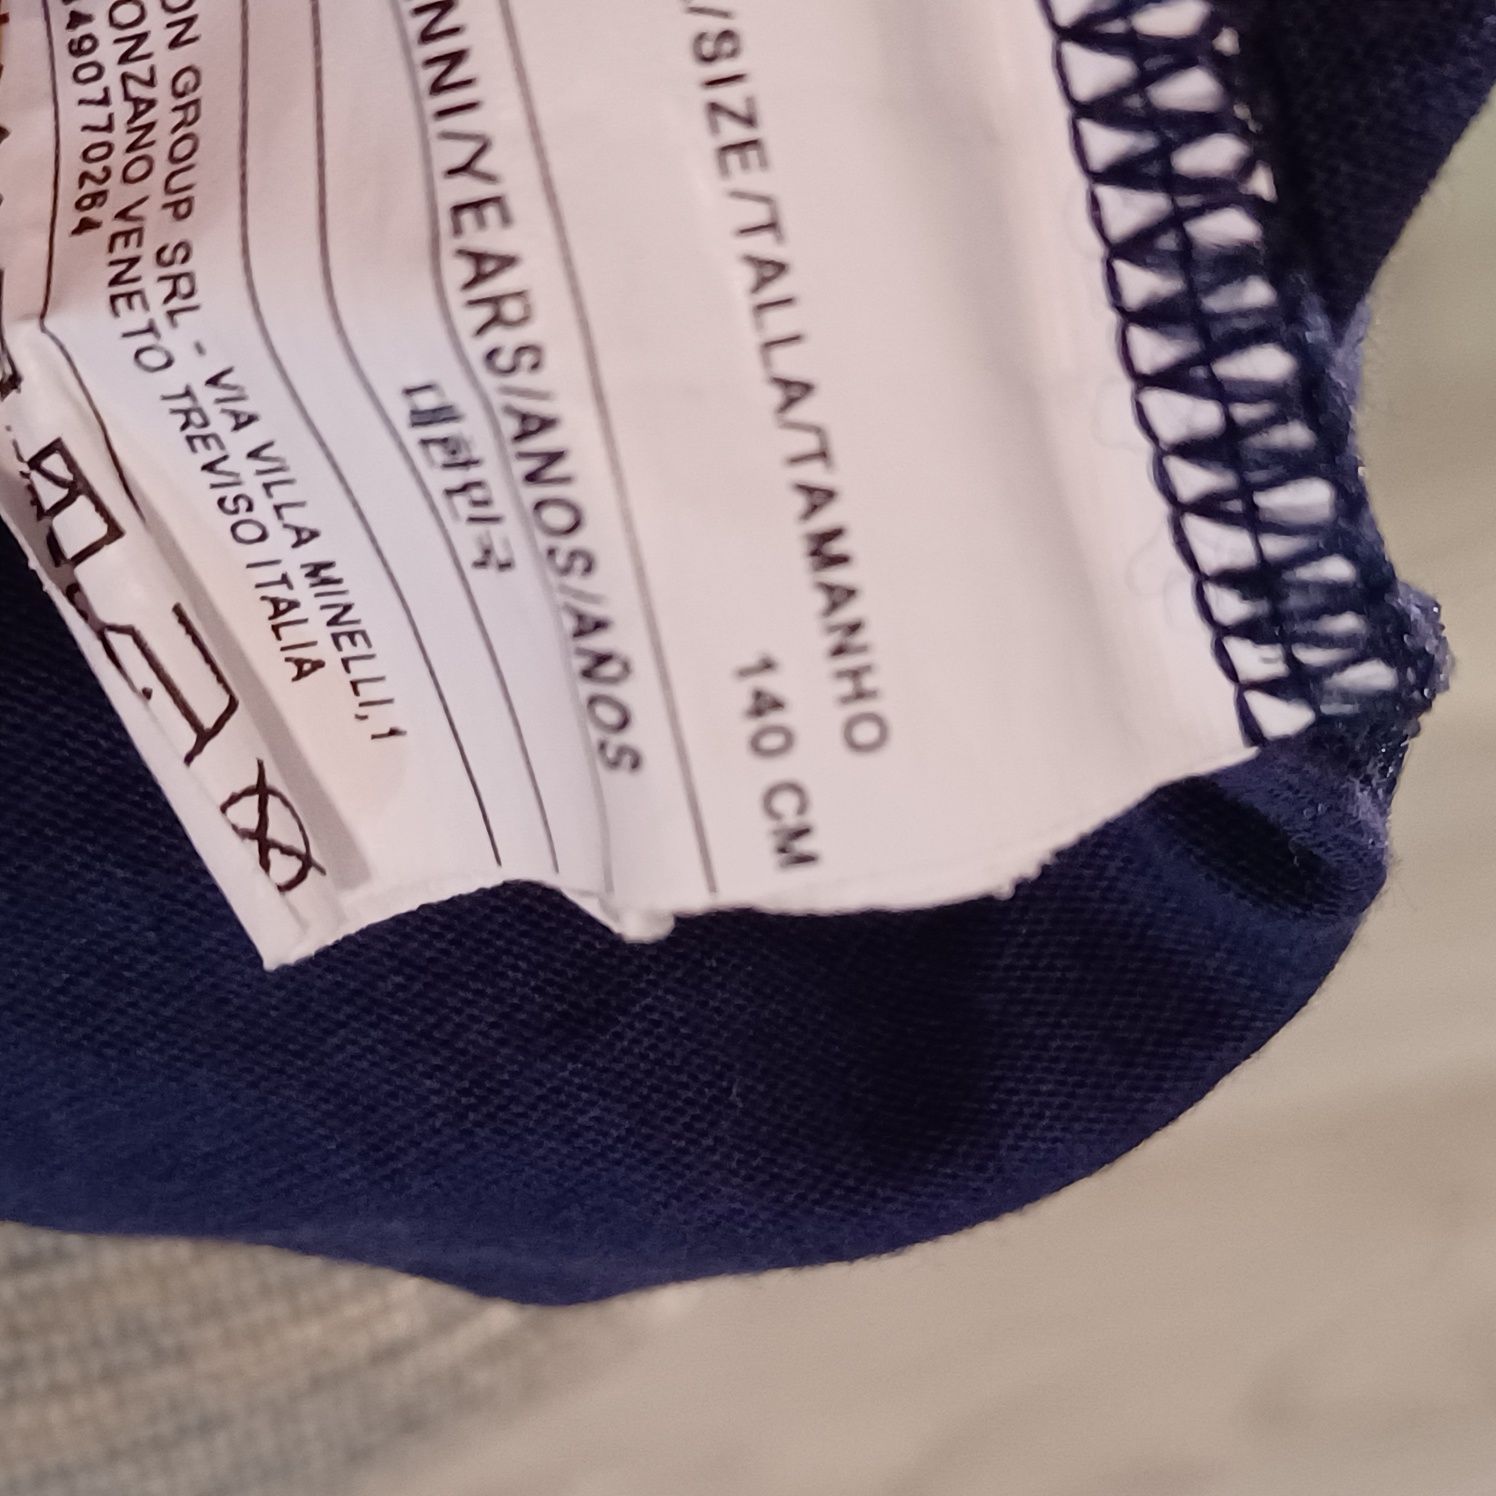 /SIZE/TALLA/TAMANHO
140 CM
NNI/YEARS/ANOS/AÑOS
대한민국
ON GROUP SRL - VIA VILLA MINELLI, 1
ONZANO VENETO TREVISO ITALIA
4907770264